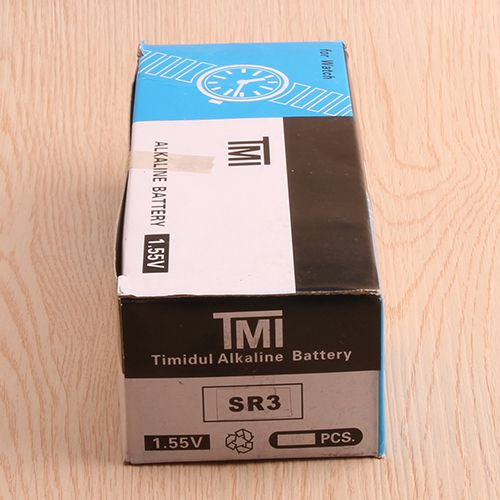 for Watch
TMI
ALKALINE BATTERY
1.55V
TMI
Timidul Alkaline Battery
SR3
1.55V
PCS.